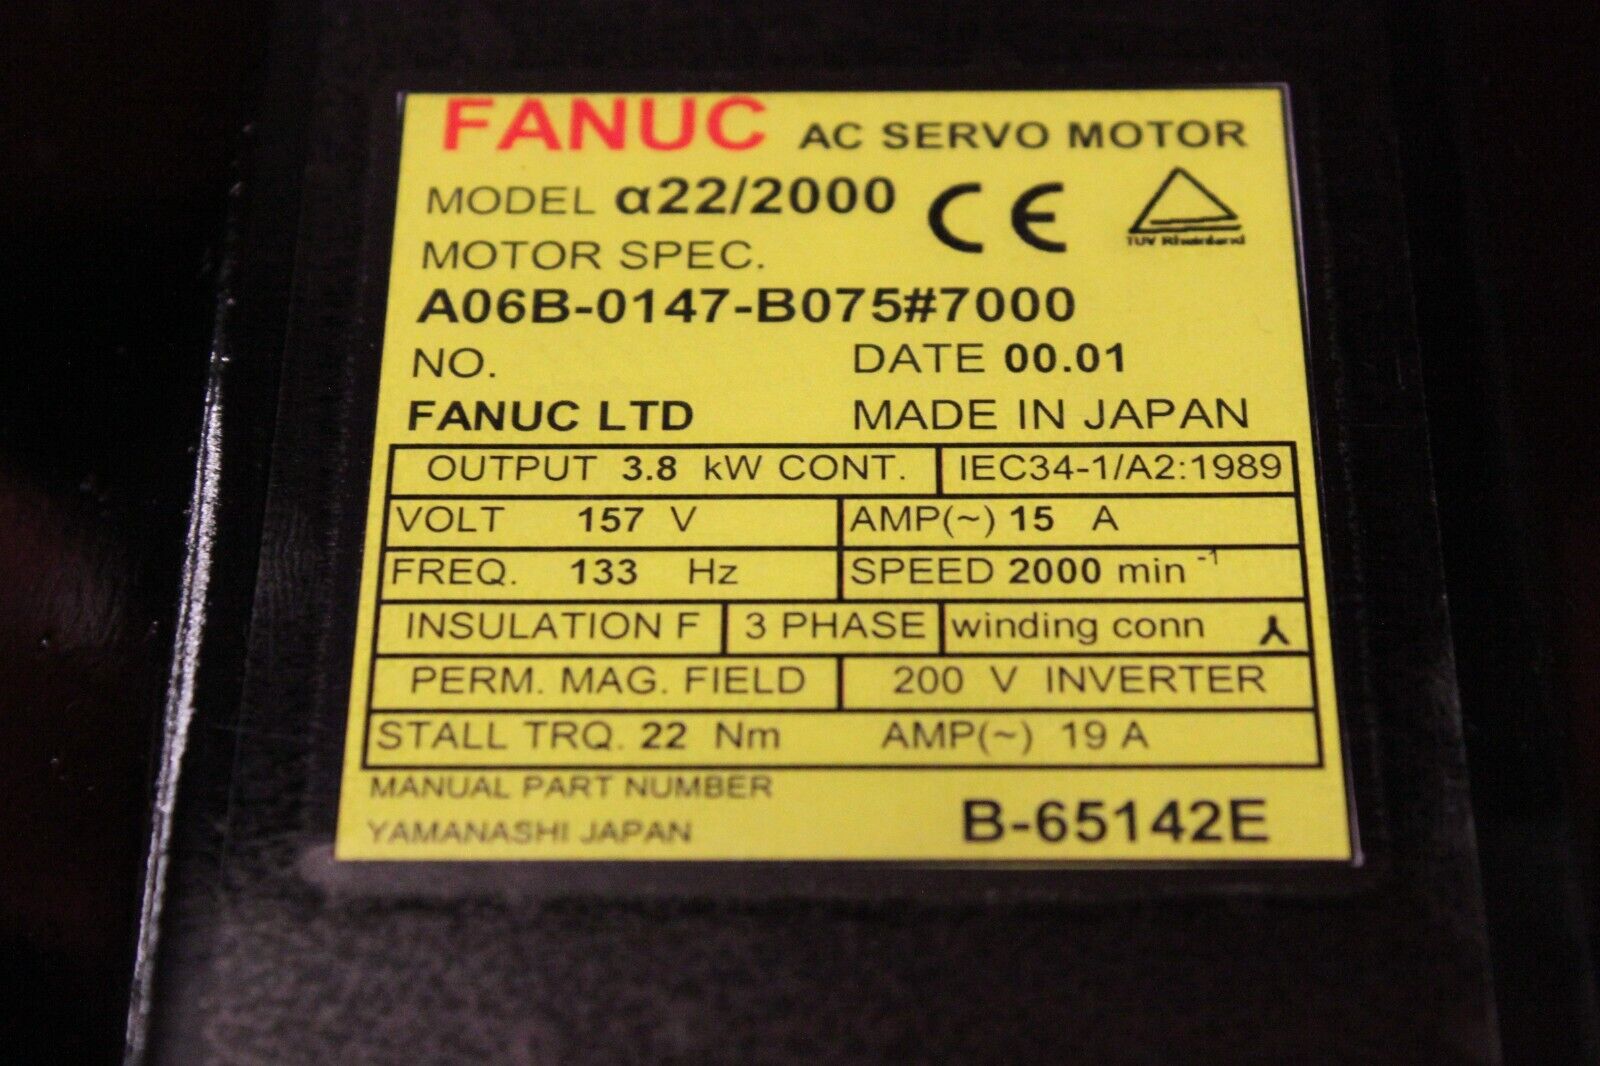 FANUC AC SERVO MOTOR
MODEL α22/2000 CE
TUV Rheinland
MOTOR SPEC.
A06B-0147-B075#7000
NO. DATE 00.01
FANUC LTD MADE IN JAPAN
OUTPUT 3.8 kW CONT. IEC34-1/A2:1989
VOLT 157 V AMP(~) 15 A
FREQ. 133 Hz SPEED 2000 min⁻¹
INSULATION F 3 PHASE winding conn
PERM. MAG. FIELD 200 V INVERTER
STALL TRQ. 22 Nm AMP(~) 19 A
MANUAL PART NUMBER
YAMANASHI JAPAN B-65142E